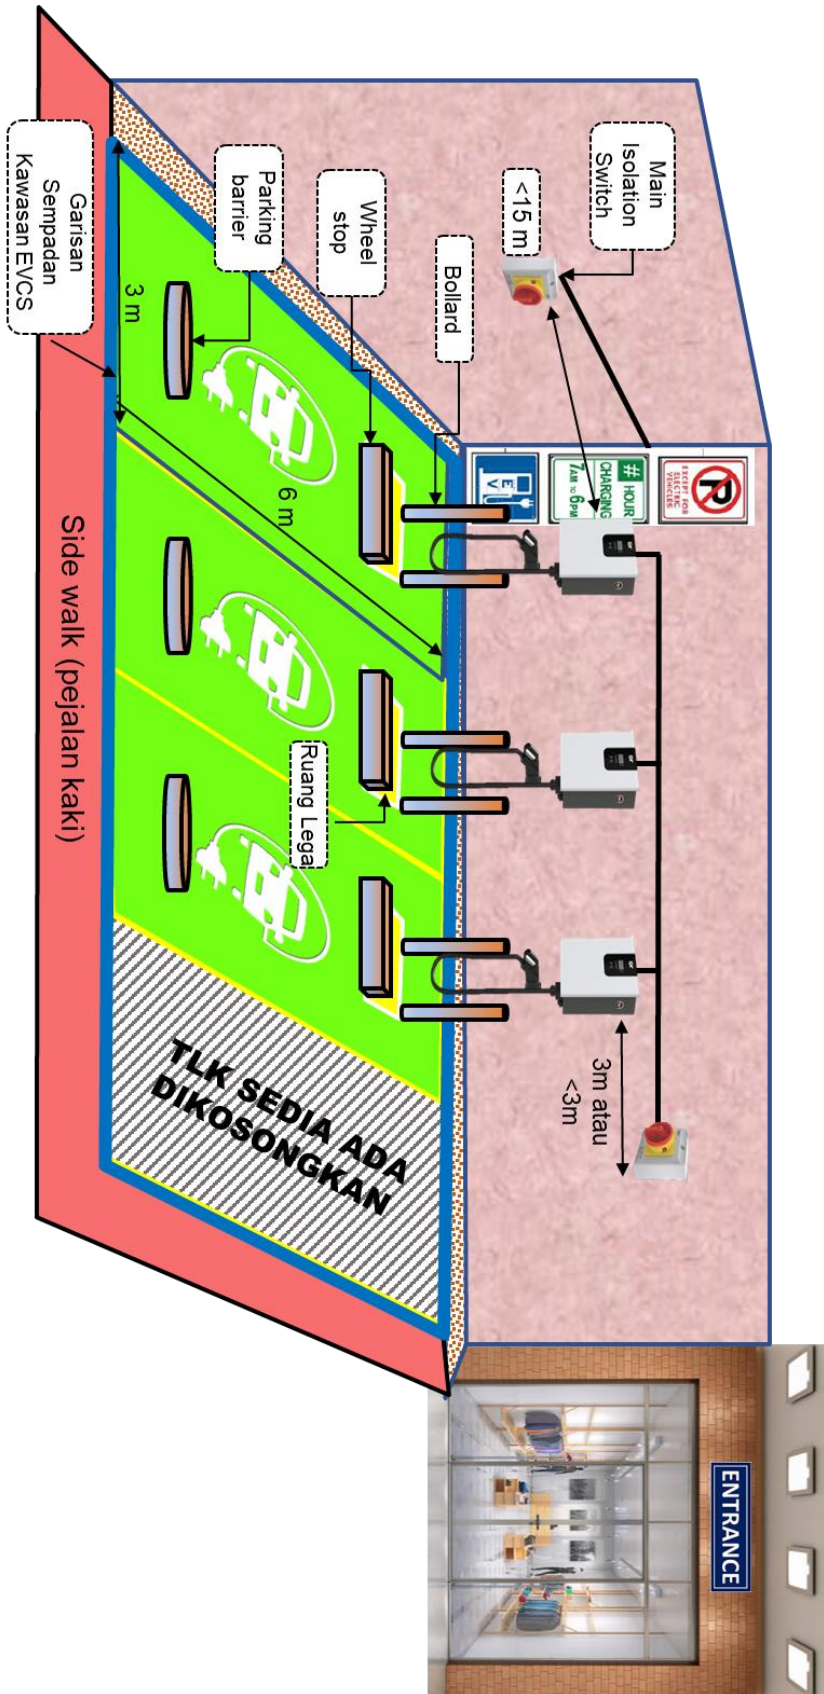 Main
Isolation
Switch
<15 m
Bollard
Wheel
stop
Parking
barrier
Garisan
Sempadan
Kawasan EVCS
P
EXCEPT FOR
ELECTRIC
VEHICLES
# HOUR
CHARGING
7AM TO 6PM
EV
3m atau
<3m
ENTRANCE
3 m
6 m
Ruang Lega
TLK SEDIA ADA
DIKOSONGKAN
Side walk (pejalan kaki)